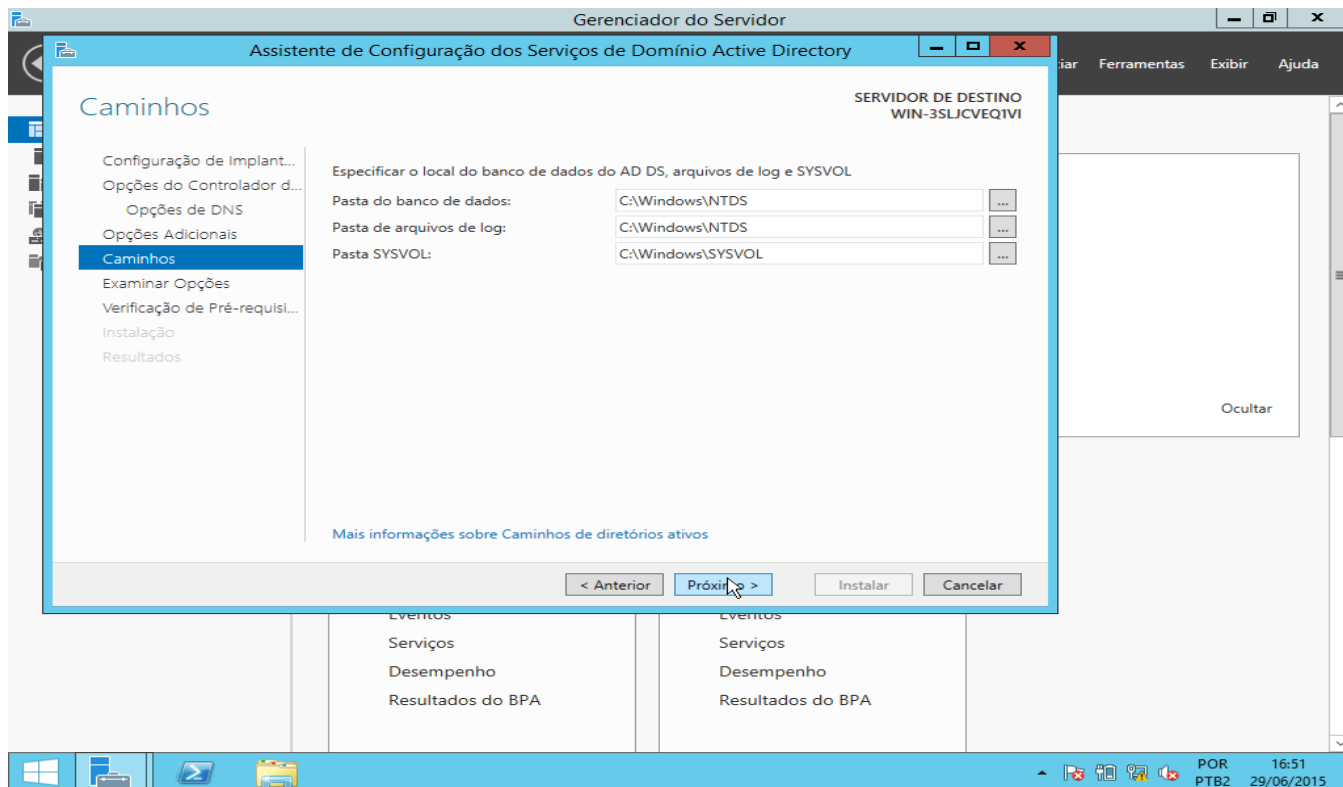 Gerenciador do Servidor
Assistente de Configuração dos Serviços de Domínio Active Directory
iar Ferramentas Exibir Ajuda
Caminhos
SERVIDOR DE DESTINO
WIN-3SLJCVEQ1VI
Configuração de Implant...
Opções do Controlador d...
Opções de DNS
Opções Adicionais
Caminhos
Examinar Opções
Verificação de Pré-requisi...
Instalação
Resultados
Especificar o local do banco de dados do AD DS, arquivos de log e SYSVOL
Pasta do banco de dados: C:\Windows\NTDS ...
Pasta de arquivos de log: C:\Windows\NTDS ...
Pasta SYSVOL: C:\Windows\SYSVOL ...
Mais informações sobre Caminhos de diretórios ativos
< Anterior Próximo > Instalar Cancelar
Ocultar
Eventos
Serviços
Desempenho
Resultados do BPA
Eventos
Serviços
Desempenho
Resultados do BPA
POR 16:51
PTB2 29/06/2015